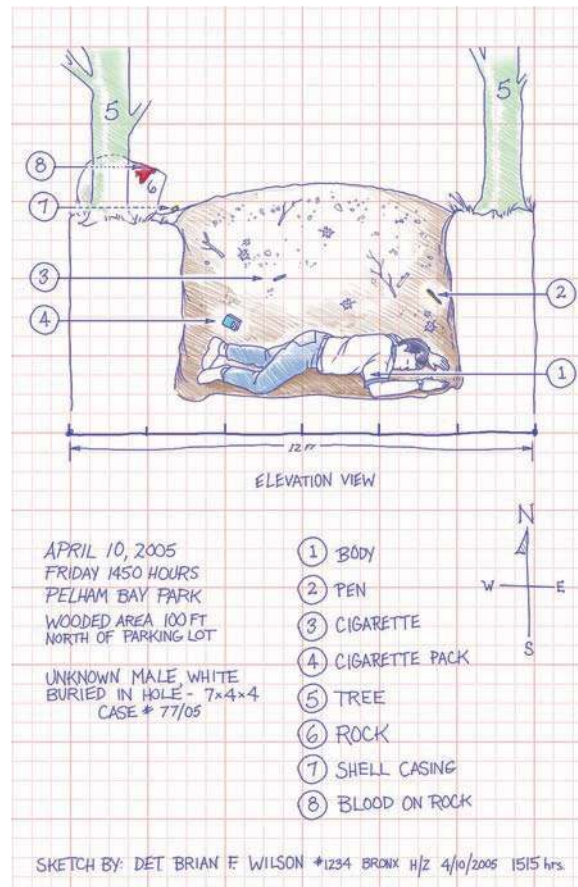 5
5
8
6
7
3
2
4
1
12 FT
ELEVATION VIEW
N
W E
S
APRIL 10, 2005
FRIDAY 1450 HOURS
PELHAM BAY PARK
WOODED AREA 100 FT
NORTH OF PARKING LOT
UNKNOWN MALE, WHITE
BURIED IN HOLE - 7x4x4
CASE # 77/05
1 BODY
2 PEN
3 CIGARETTE
4 CIGARETTE PACK
5 TREE
6 ROCK
7 SHELL CASING
8 BLOOD ON ROCK
SKETCH BY: DET. BRIAN F. WILSON #1234 BRONX H/Z 4/10/2005 1515 hrs.